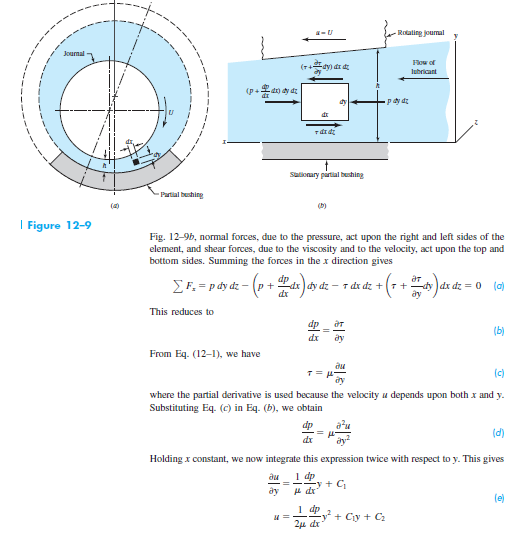 Journal
U
dx
dy
h
Partial bushing
(a)
u = U
Rotating journal
y
(τ + ∂τ/∂y dy) dx dz
Flow of
lubricant
(p + dp/dx dx) dy dz
h
dy
p dy dz
dx
τ dx dz
z
x
Stationary partial bushing
(b)
Figure 12–9
Fig. 12–9b, normal forces, due to the pressure, act upon the right and left sides of the
element, and shear forces, due to the viscosity and to the velocity, act upon the top and
bottom sides. Summing the forces in the x direction gives
∑ Fₓ = p dy dz − (p + dp/dx dx) dy dz − τ dx dz + (τ + ∂τ/∂y dy) dx dz = 0 (a)
This reduces to
dp/dx = ∂τ/∂y (b)
From Eq. (12–1), we have
τ = μ ∂u/∂y (c)
where the partial derivative is used because the velocity u depends upon both x and y.
Substituting Eq. (c) in Eq. (b), we obtain
dp/dx = μ ∂²u/∂y² (d)
Holding x constant, we now integrate this expression twice with respect to y. This gives
∂u/∂y = 1/μ dp/dx y + C₁
(e)
u = 1/2μ dp/dx y² + C₁y + C₂